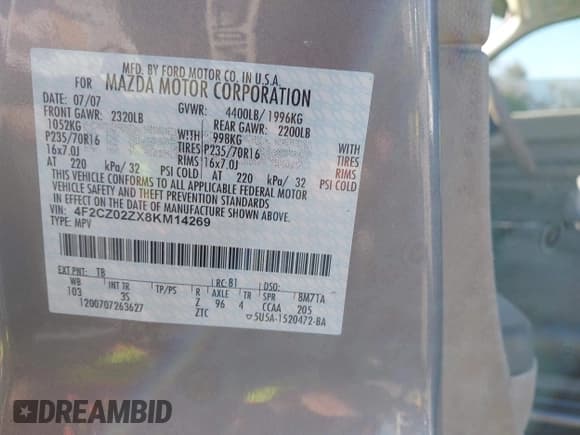 MFD. BY FORD MOTOR CO. IN U.S.A.
FOR MAZDA MOTOR CORPORATION
DATE: 07/07 GVWR: 4400LB/1996KG
FRONT GAWR: 2320LB REAR GAWR: 2200LB
1052KG WITH 998KG WITH
P235/70R16 TIRES P235/70R16 TIRES
16x7.0J RIMS 16x7.0J RIMS
AT 220 kPa/ 32 PSI COLD AT 220 kPa/ 32 PSI COLD
THIS VEHICLE CONFORMS TO ALL APPLICABLE FEDERAL MOTOR
VEHICLE SAFETY AND THEFT PREVENTION STANDARDS
IN EFFECT ON THE DATE OF MANUFACTURE SHOWN ABOVE.
VIN: 4F2CZ02ZX8KM14269
TYPE: MPV
EXT PNT: TB RC: 81 DSO:
WB INT TR TP/PS R AXLE TR SPR BM7TA
103 3S Z 96 4 CCAA 205
1200707263627 ZTC 5U5A-1520472-BA
DREAMBID